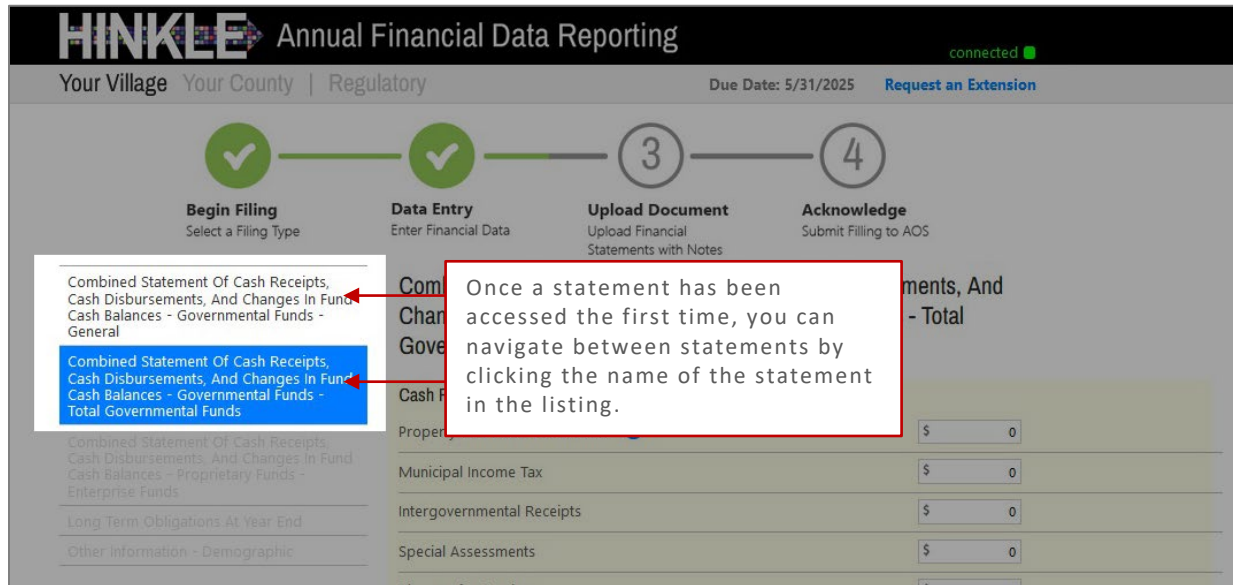 HINKLE Annual Financial Data Reporting
connected
Your Village Your County | Regulatory
Due Date: 5/31/2025 Request an Extension
3
4
Begin Filing
Select a Filing Type
Data Entry
Enter Financial Data
Upload Document
Upload Financial
Statements with Notes
Acknowledge
Submit Filling to AOS
Combined Statement Of Cash Receipts,
Cash Disbursements, And Changes In Fund
Cash Balances - Governmental Funds -
General
Combined Statement Of Cash Receipts,
Cash Disbursements, And Changes In Fund
Cash Balances - Governmental Funds -
Total Governmental Funds
Combined Statement Of Cash Receipts,
Cash Disbursements, And Changes In Fund
Cash Balances - Proprietary Funds -
Enterprise Funds
Long Term Obligations At Year End
Other Information - Demographic
And
- Total
Once a statement has been
accessed the first time, you can
navigate between statements by
clicking the name of the statement
in the listing.
Cash
$ 0
Municipal Income Tax $ 0
Intergovernmental Receipts $ 0
Special Assessments $ 0